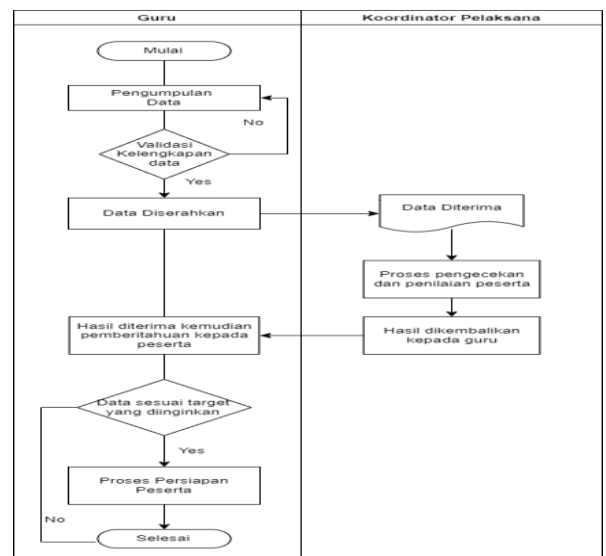 Guru
Koordinator Pelaksana
Mulai
Pengumpulan
Data
No
Validasi
Kelengkapan
data
Yes
Data Diserahkan
Data Diterima
Proses pengecekan
dan penilaian peserta
Hasil diterima kemudian
pemberitahuan kepada
peserta
Hasil dikembalikan
kepada guru
Data sesuai target
yang diinginkan
Yes
Proses Persiapan
Peserta
No
Selesai